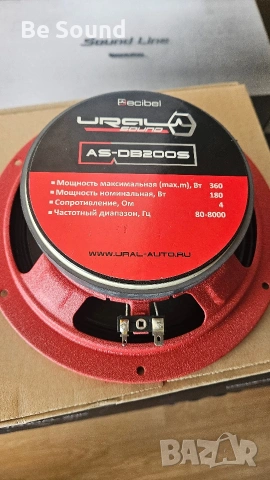 Be Sound
Sound Line
Decibel
URAL
SOUND
AS-DB200S
• Мощность максимальная (max.m), Вт 360
• Мощность номинальная, Вт 180
• Сопротивление, Ом 4
• Частотный диапазон, Гц 80-8000
WWW.URAL-AUTO.RU
BAZAR